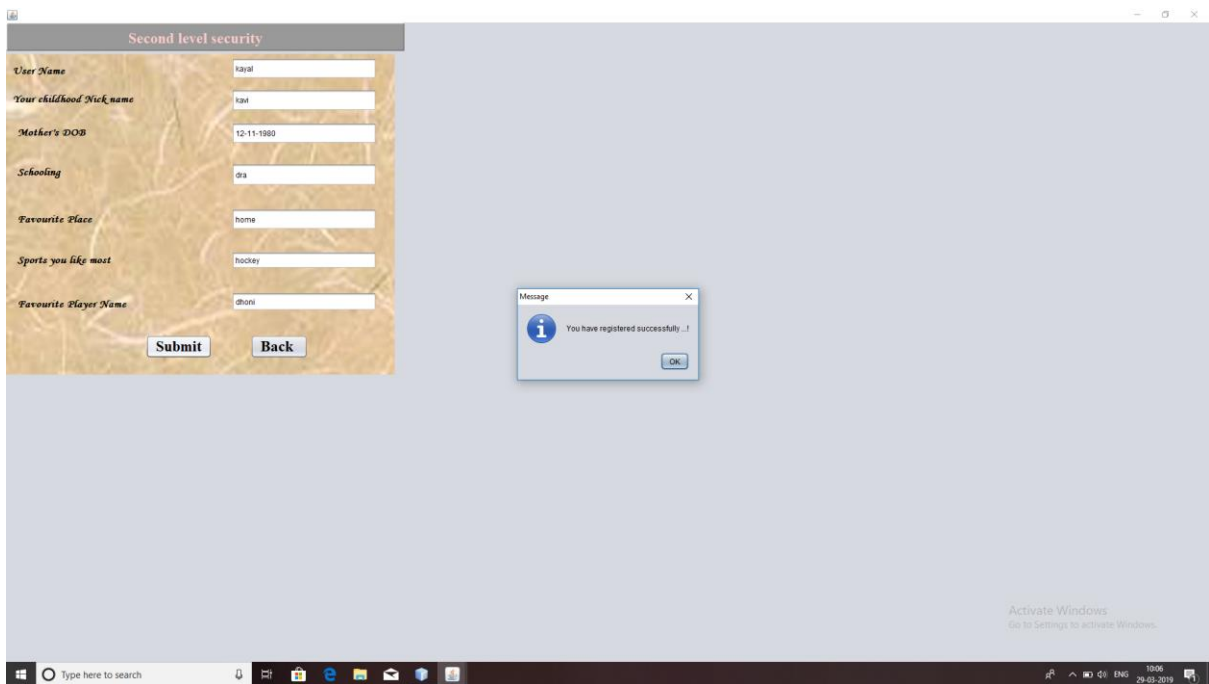 Second level security
User Name
kayal
Your childhood Nick name
kavi
Mother's DOB
12-11-1980
Schooling
dra
Favourite Place
home
Sports you like most
hockey
Favourite Player Name
dhoni
Submit
Back
Message
You have registered successfully ...!
OK
Activate Windows
Go to Settings to activate Windows.
Type here to search
ENG
10:06
29-03-2019